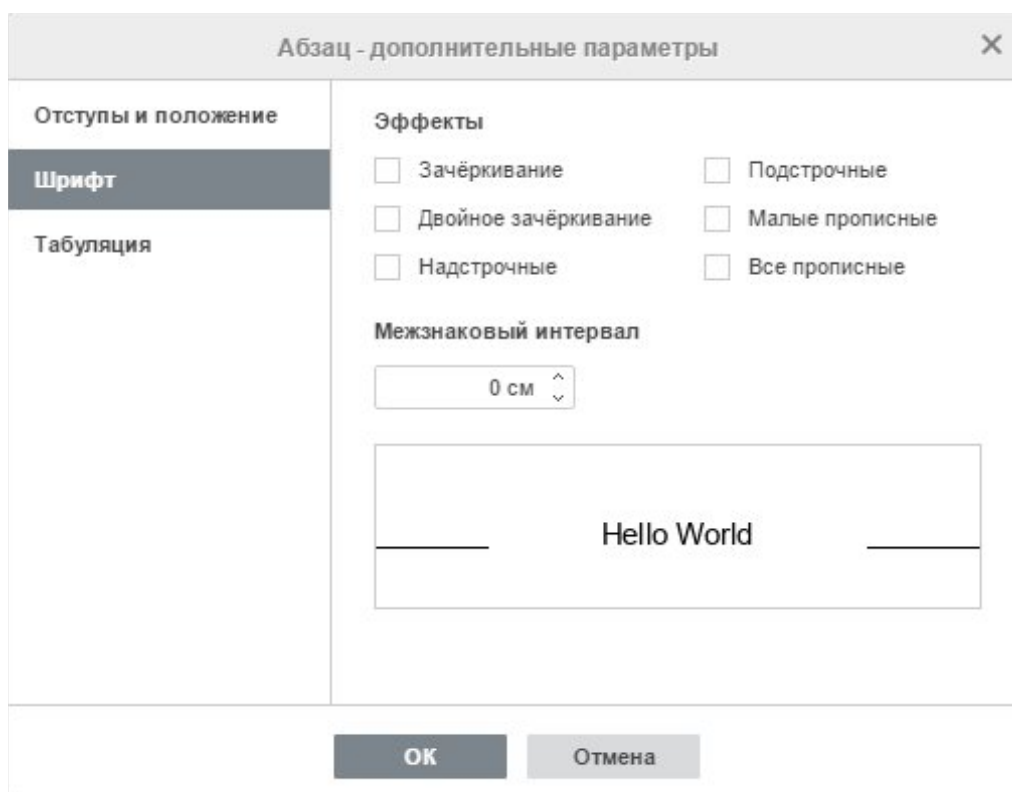 Абзац - дополнительные параметры
Отступы и положение
Шрифт
Табуляция
Эффекты
Зачёркивание
Подстрочные
Двойное зачёркивание
Малые прописные
Надстрочные
Все прописные
Межзнаковый интервал
0 см
Hello World
ОК
Отмена